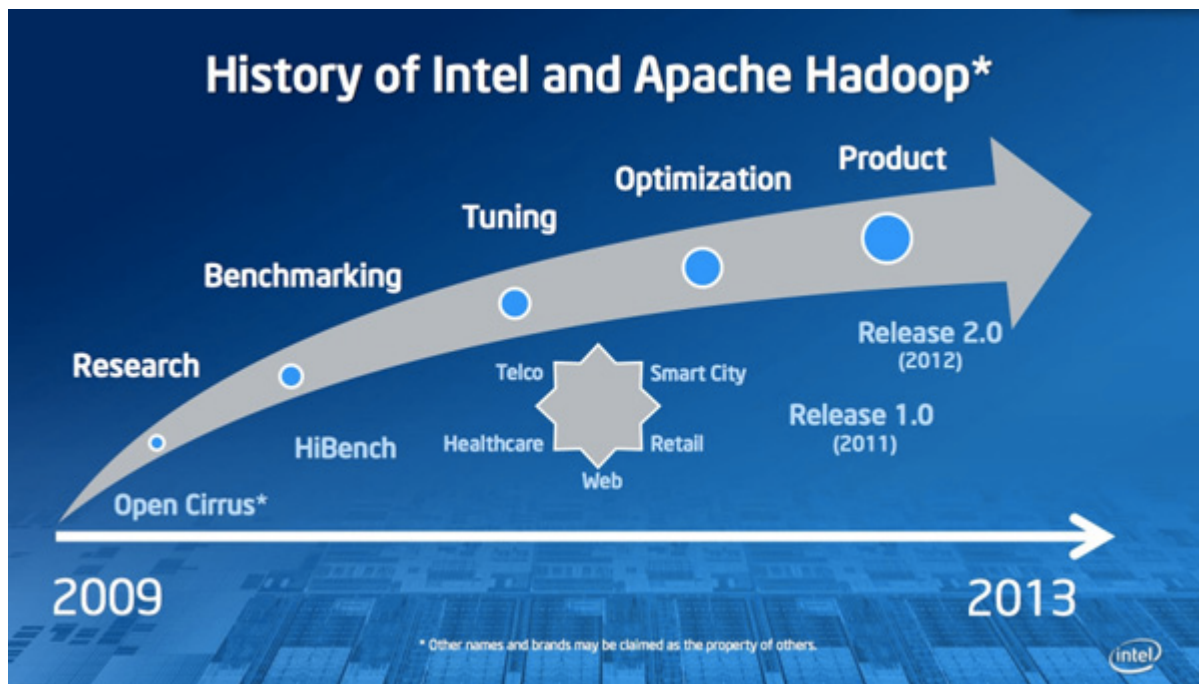 History of Intel and Apache Hadoop*
Product
Optimization
Tuning
Benchmarking
Research
Release 2.0
(2012)
Telco
Smart City
Release 1.0
(2011)
HiBench
Healthcare
Retail
Web
Open Cirrus*
2009
2013
* Other names and brands may be claimed as the property of others.
intel